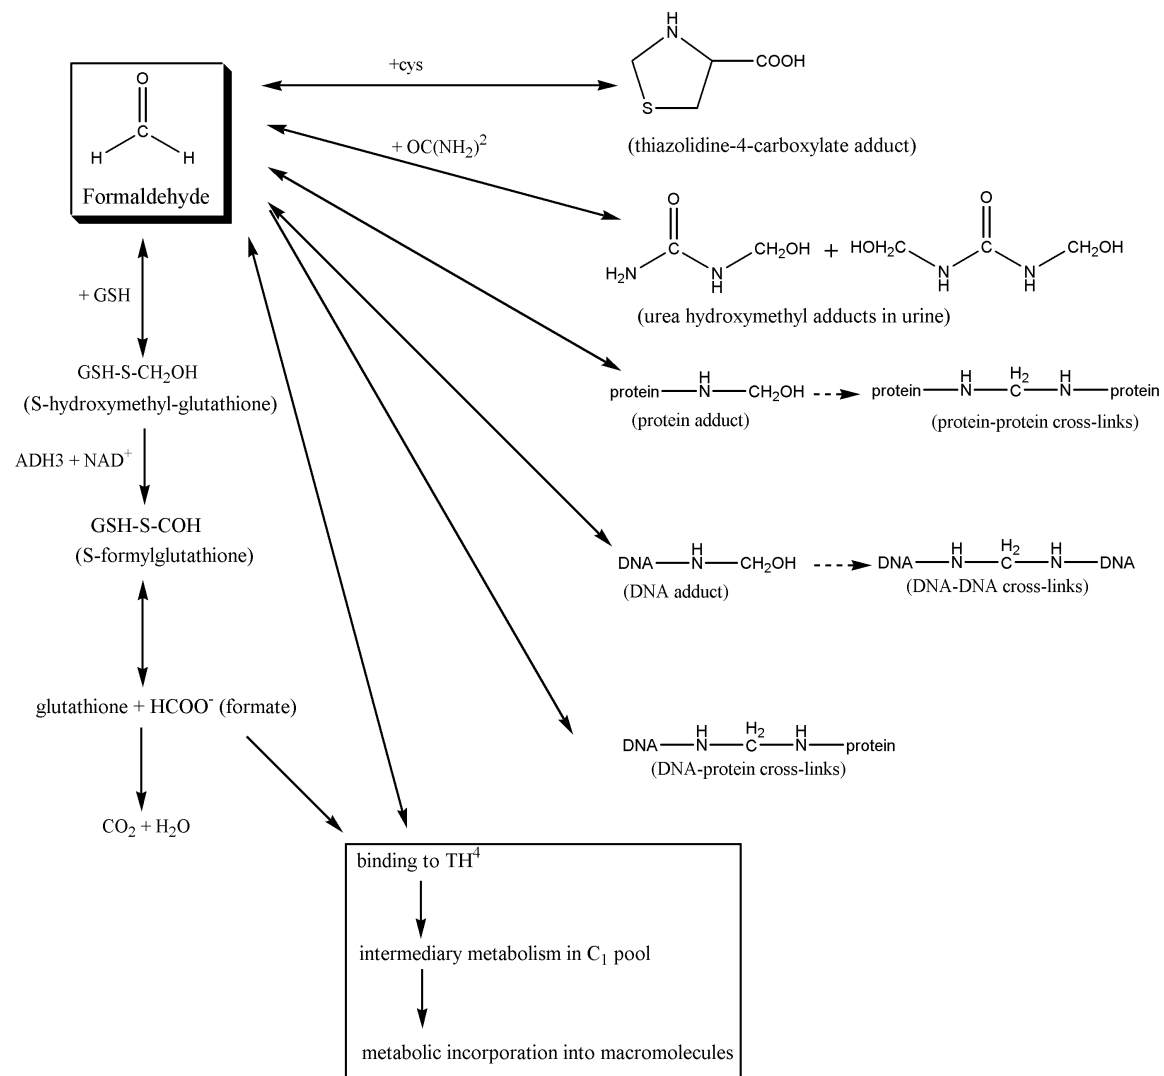 H
N
COOH
S
+cys
(thiazolidine-4-carboxylate adduct)
O
C
H H
Formaldehyde
+ OC(NH₂)²
O
C
H₂N N
H
CH₂OH
+
O
HOH₂C C CH₂OH
N N
H H
(urea hydroxymethyl adducts in urine)
+ GSH
GSH-S-CH₂OH
(S-hydroxymethyl-glutathione)
H
protein N CH₂OH
(protein adduct)
H H₂ H
protein N C N protein
(protein-protein cross-links)
ADH3 + NAD⁺
GSH-S-COH
(S-formylglutathione)
H
DNA N CH₂OH
(DNA adduct)
H H₂ H
DNA N C N DNA
(DNA-DNA cross-links)
glutathione + HCOO⁻ (formate)
H H₂ H
DNA N C N protein
(DNA-protein cross-links)
CO₂ + H₂O
binding to TH⁴
intermediary metabolism in C₁ pool
metabolic incorporation into macromolecules